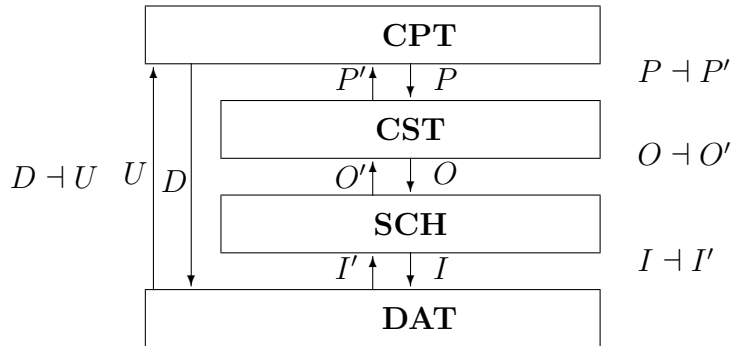 CPT
P' P P ⊣ P'
CST
D ⊣ U U D O' O O ⊣ O'
SCH
I' I I ⊣ I'
DAT